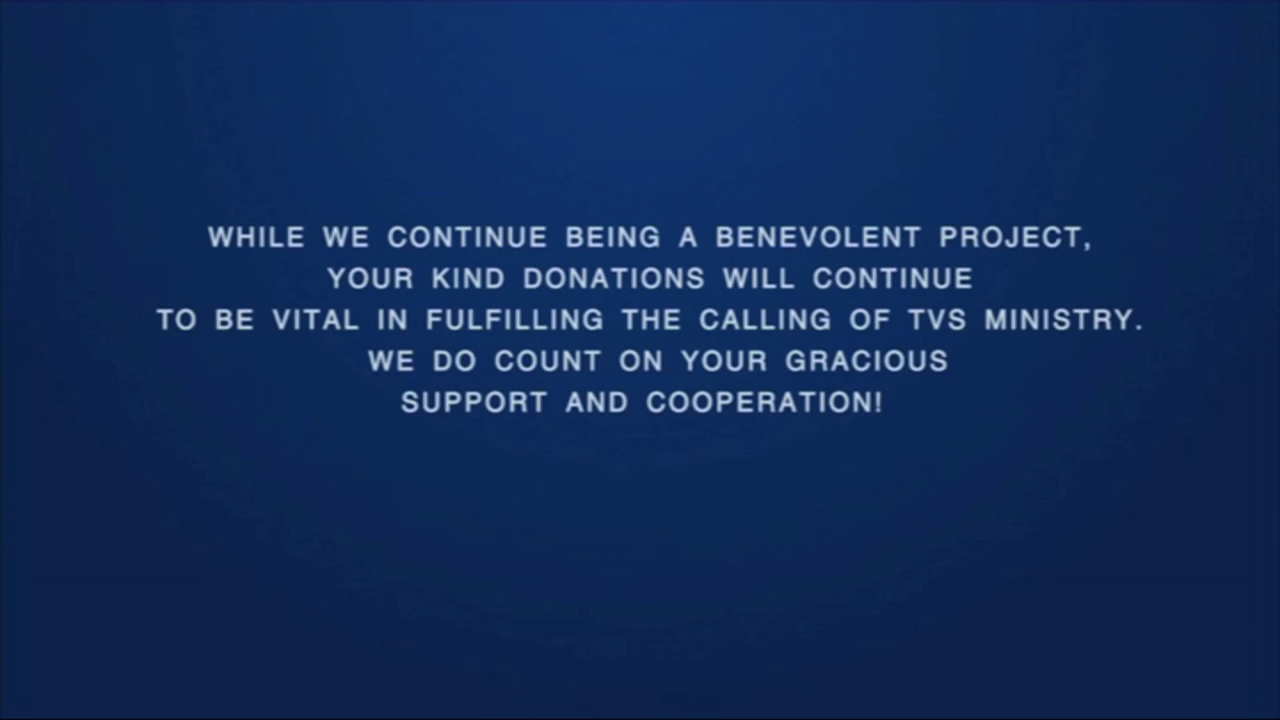 WHILE WE CONTINUE BEING A BENEVOLENT PROJECT,
YOUR KIND DONATIONS WILL CONTINUE
TO BE VITAL IN FULFILLING THE CALLING OF TVS MINISTRY.
WE DO COUNT ON YOUR GRACIOUS
SUPPORT AND COOPERATION!